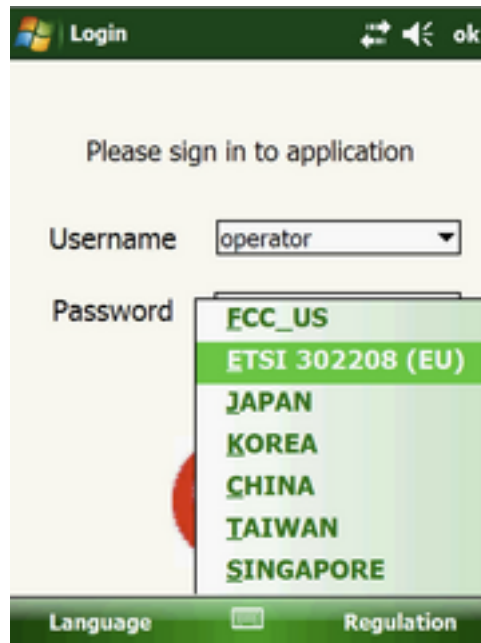 Login ok
Please sign in to application
Username operator
Password
FCC_US
ETSI 302208 (EU)
JAPAN
KOREA
CHINA
TAIWAN
SINGAPORE
Language Regulation